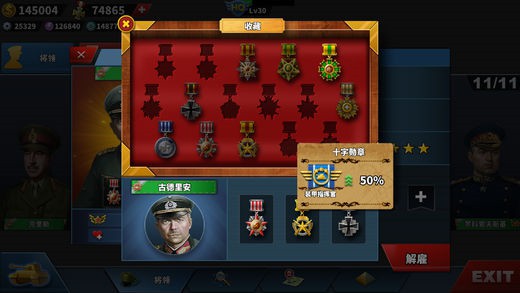 145004
74865
HQ
Lv30
25329
126840
收藏
将领
11/11
十字勋章
装甲指挥官
50%
古德里安
将领
解雇
EXIT